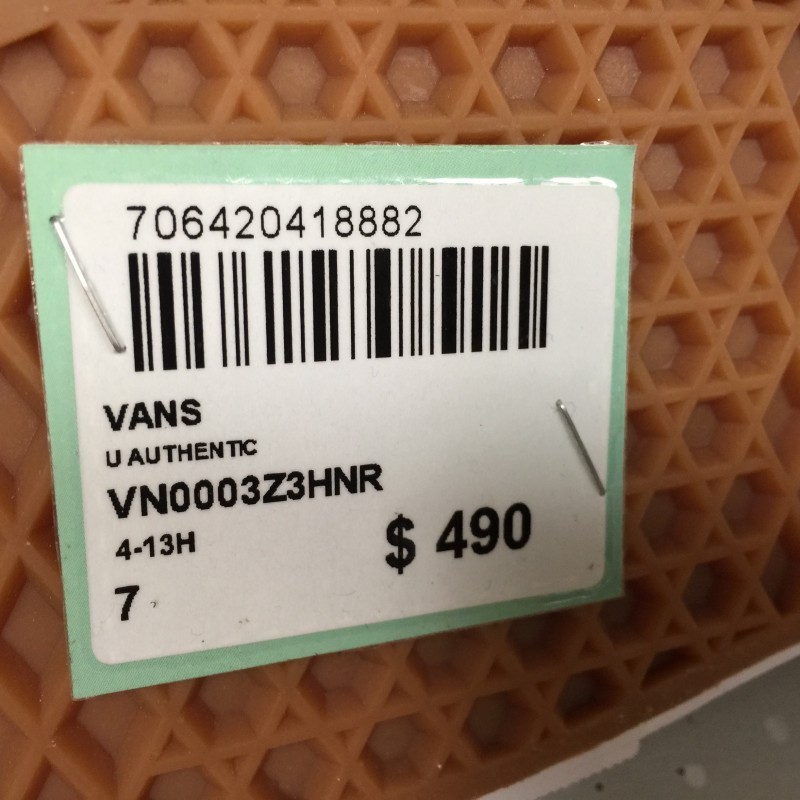 706420418882
VANS
U AUTHENTIC
VN0003Z3HNR
4-13H
$ 490
7